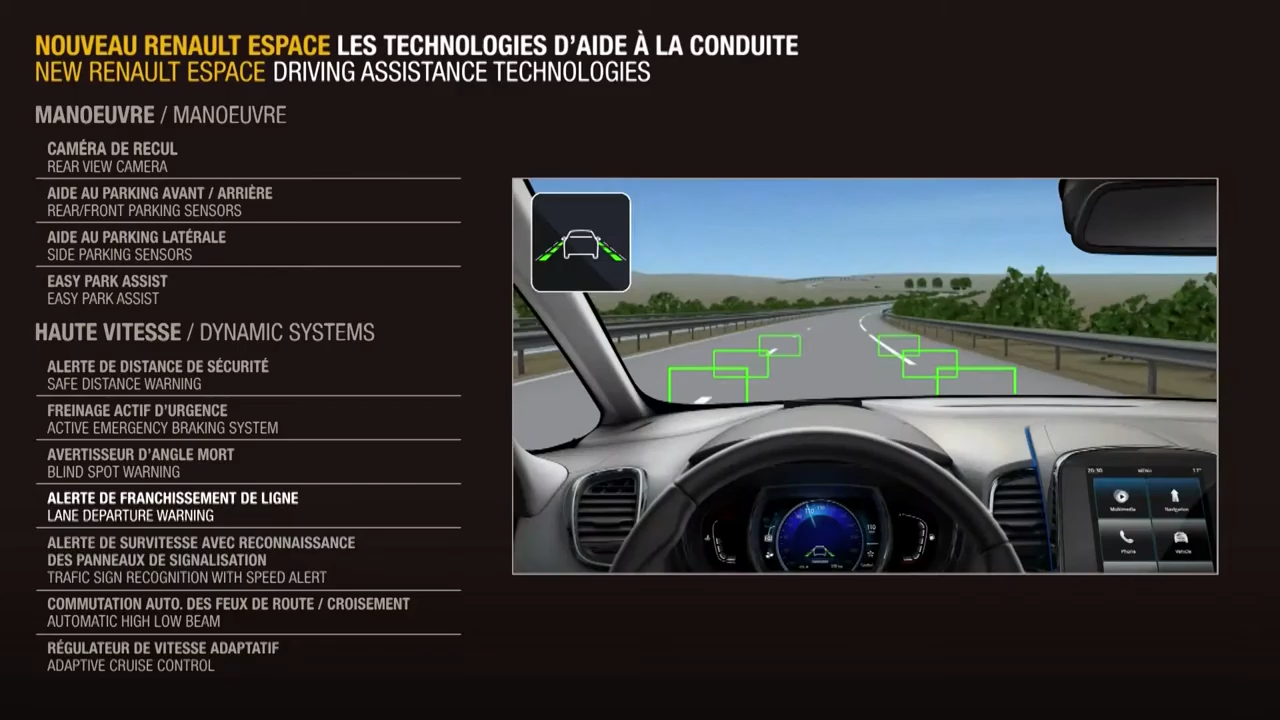 NOUVEAU RENAULT ESPACE LES TECHNOLOGIES D'AIDE À LA CONDUITE
NEW RENAULT ESPACE DRIVING ASSISTANCE TECHNOLOGIES
MANOEUVRE / MANOEUVRE
CAMÉRA DE RECUL
REAR VIEW CAMERA
AIDE AU PARKING AVANT / ARRIÈRE
REAR/FRONT PARKING SENSORS
AIDE AU PARKING LATÉRALE
SIDE PARKING SENSORS
EASY PARK ASSIST
EASY PARK ASSIST
HAUTE VITESSE / DYNAMIC SYSTEMS
ALERTE DE DISTANCE DE SÉCURITÉ
SAFE DISTANCE WARNING
FREINAGE ACTIF D'URGENCE
ACTIVE EMERGENCY BRAKING SYSTEM
AVERTISSEUR D'ANGLE MORT
BLIND SPOT WARNING
ALERTE DE FRANCHISSEMENT DE LIGNE
LANE DEPARTURE WARNING
ALERTE DE SURVITESSE AVEC RECONNAISSANCE
DES PANNEAUX DE SIGNALISATION
TRAFIC SIGN RECOGNITION WITH SPEED ALERT
COMMUTATION AUTO. DES FEUX DE ROUTE / CROISEMENT
AUTOMATIC HIGH LOW BEAM
RÉGULATEUR DE VITESSE ADAPTATIF
ADAPTIVE CRUISE CONTROL
20:30 MENU 17°
Multimedia Navigation
Phone Vehicle
110